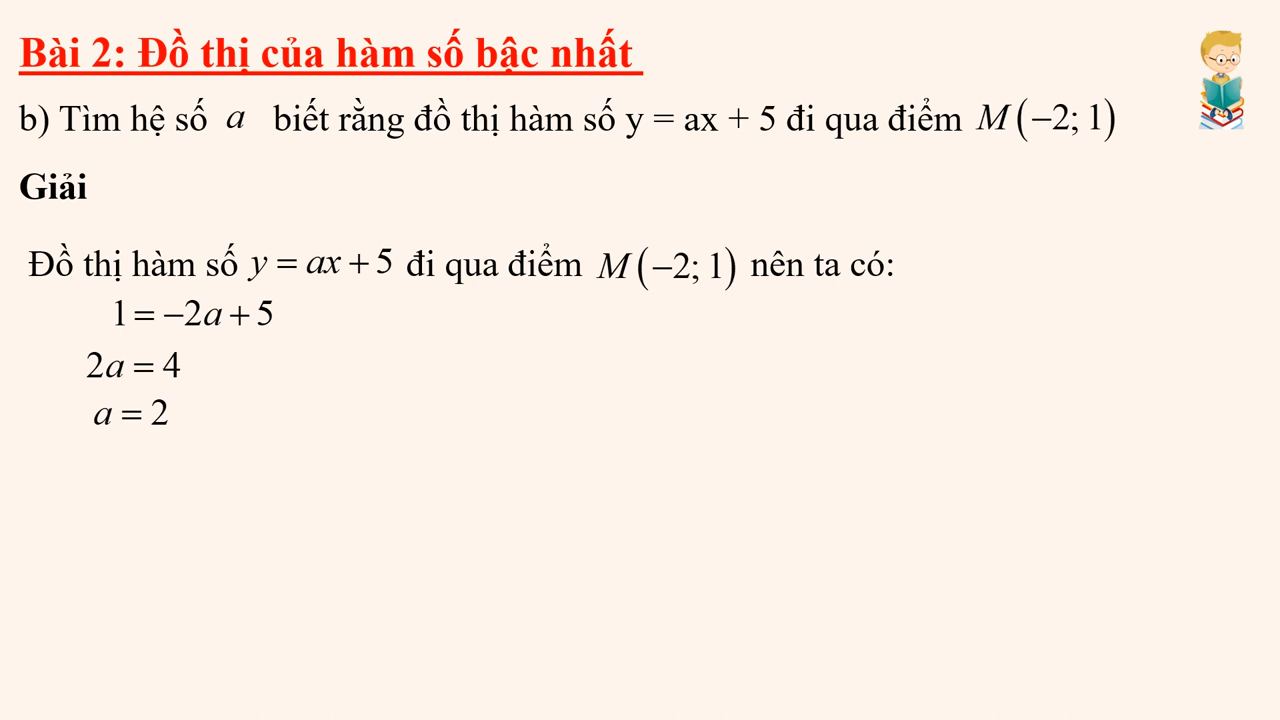 Bài 2: Đồ thị của hàm số bậc nhất
b) Tìm hệ số a biết rằng đồ thị hàm số y = ax + 5 đi qua điểm M(−2; 1)
Giải
Đồ thị hàm số y = ax + 5 đi qua điểm M(−2; 1) nên ta có:
1 = −2a + 5
2a = 4
a = 2